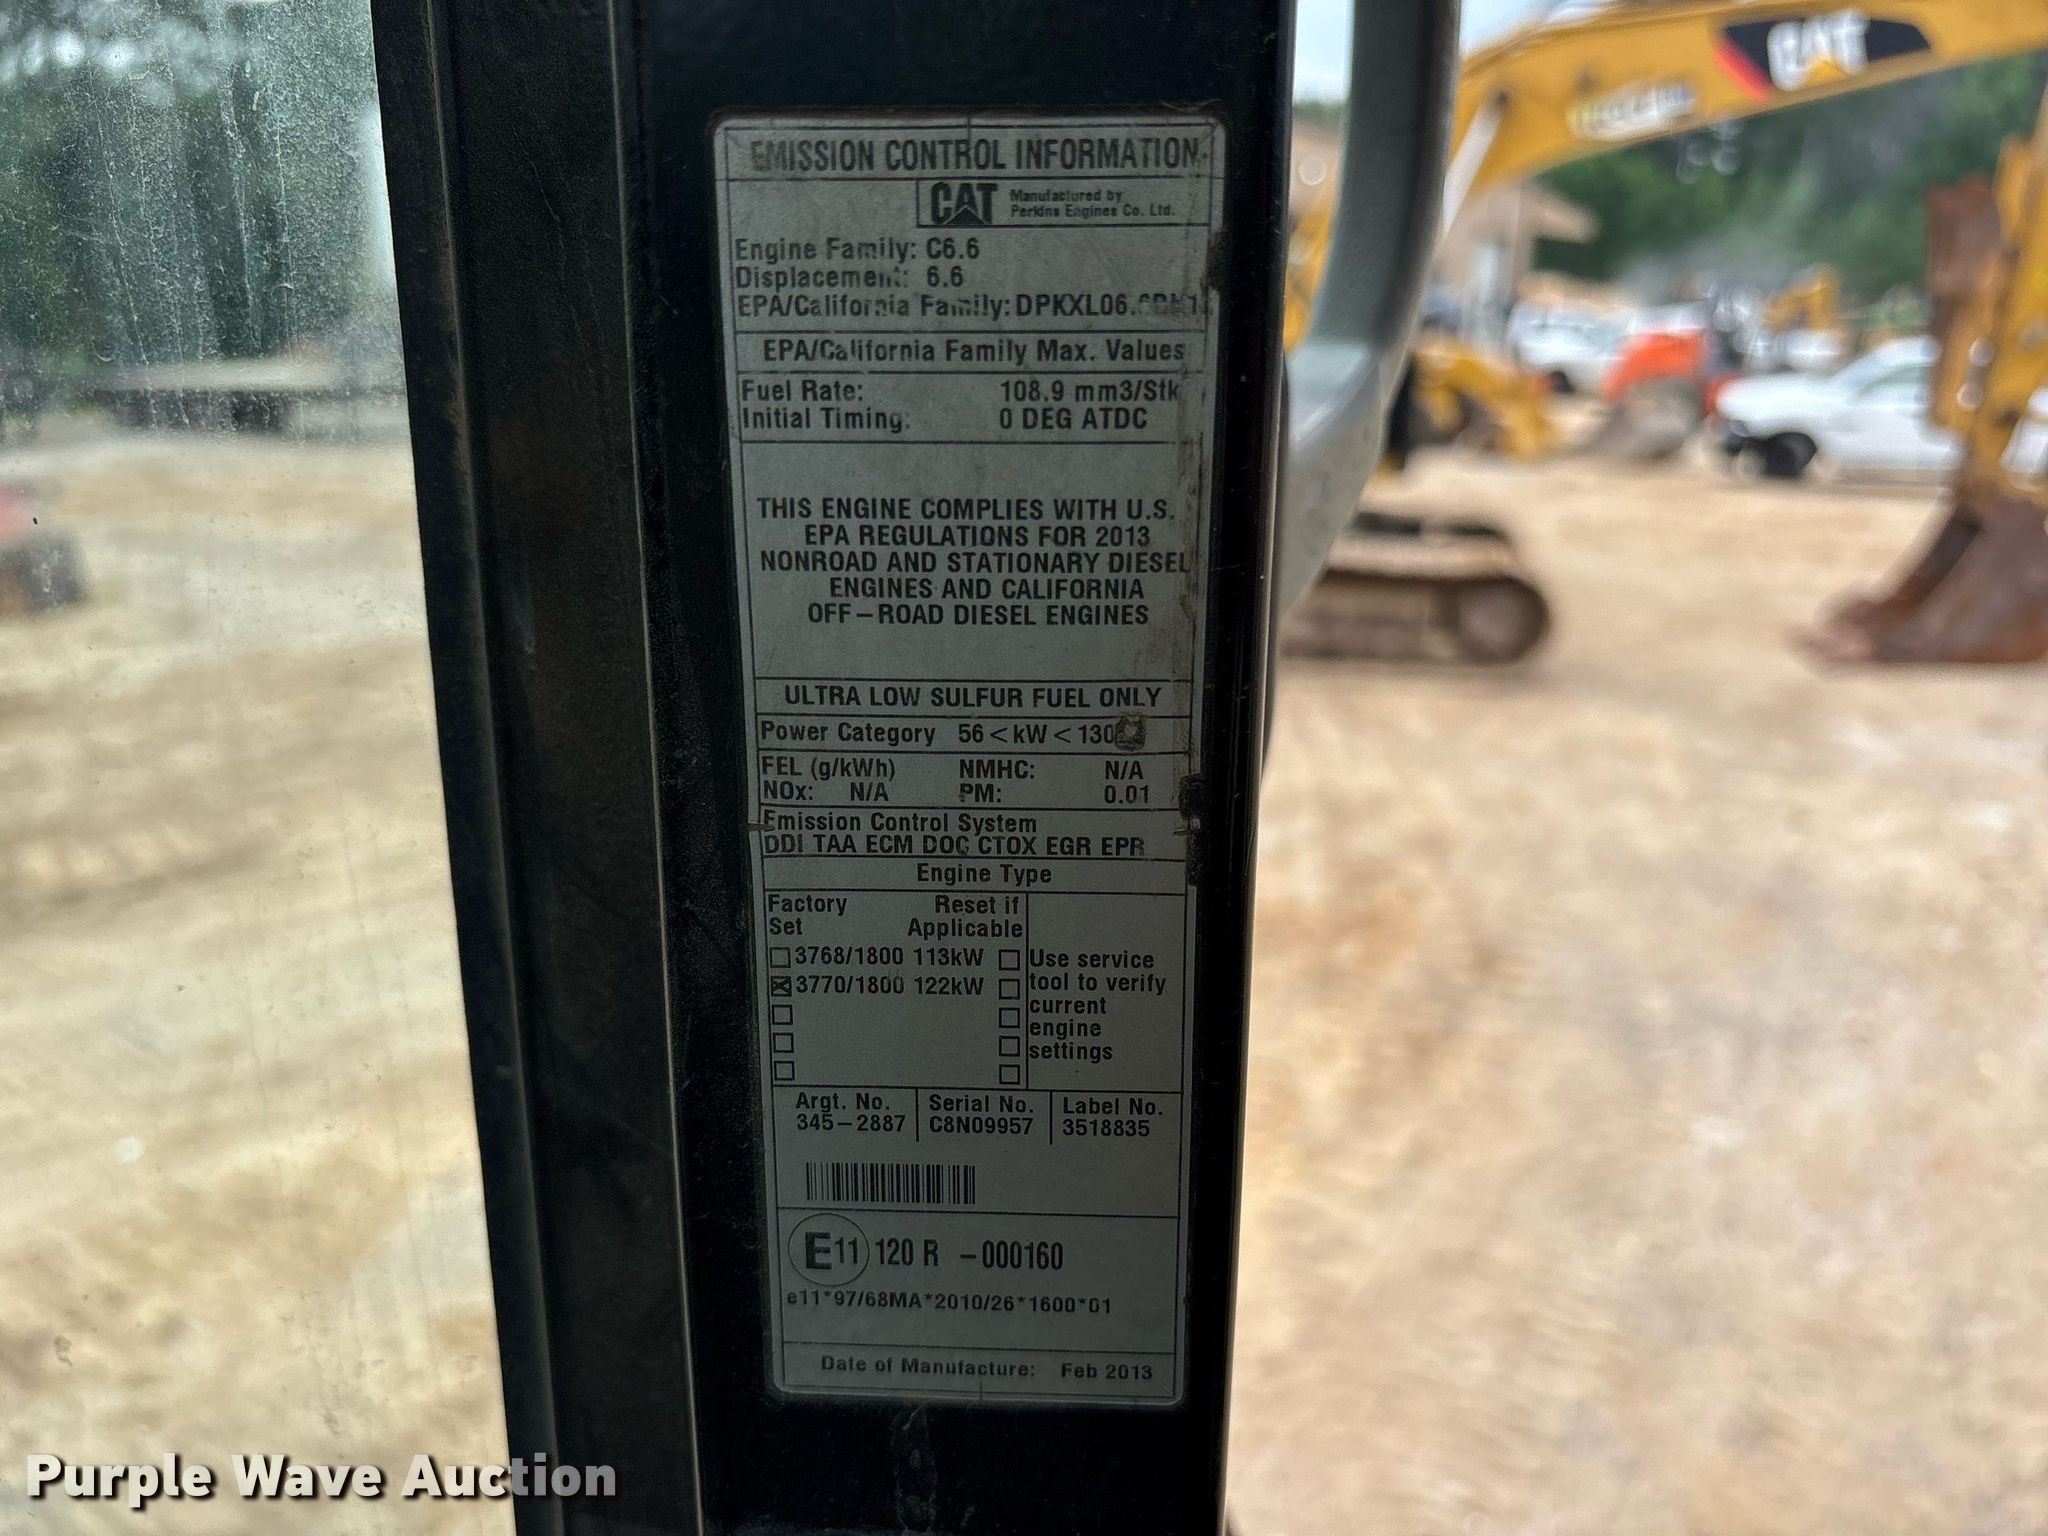 CAT
EMISSION CONTROL INFORMATION
CAT Manufactured by
Perkins Engines Co. Ltd.
Engine Family: C6.6
Displacement: 6.6
EPA/California Family:
EPA/California Family Max. Values
Fuel Rate: 108.9 mm3/Stk
Initial Timing: 0 DEG ATDC
THIS ENGINE COMPLIES WITH U.S.
EPA REGULATIONS FOR 2013
NONROAD AND STATIONARY DIESEL
ENGINES AND CALIFORNIA
OFF-ROAD DIESEL ENGINES
ULTRA LOW SULFUR FUEL ONLY
Power Category 56<kW<130
FEL (g/kWh) NMHC: N/A
NOx: N/A PM: 0.01
Emission Control System
DDI TAA ECM DOC CTOX EGR EPR
Engine Type
Factory Reset if
Set Applicable
3768/1800 113kW Use service
3770/1800 122kW tool to verify
current
engine
settings
Argt. No. Serial No. Label No.
345-2887 C8N09957 3518835
E11 120 R -000160
e11*97/68MA*2010/26*1600*01
Date of Manufacture: Feb 2013
Purple Wave Auction